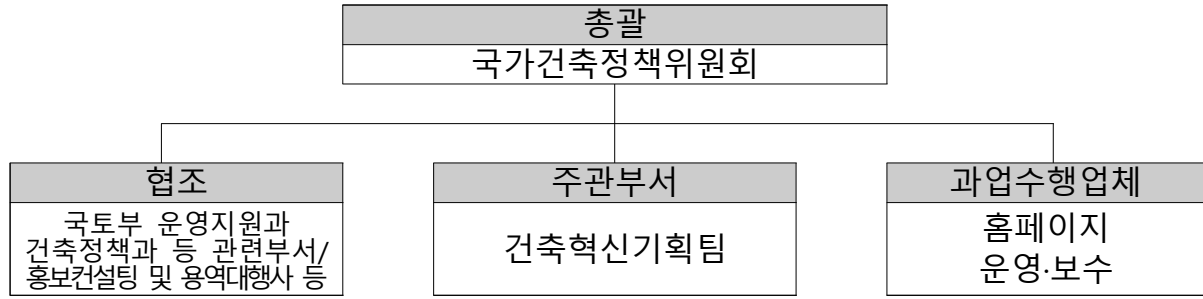 총괄
국가건축정책위원회
협조
국토부 운영지원과
건축정책과 등 관련부서/
홍보컨설팅 및 용역대행사 등
주관부서
건축혁신기획팀
과업수행업체
홈페이지
운영·보수